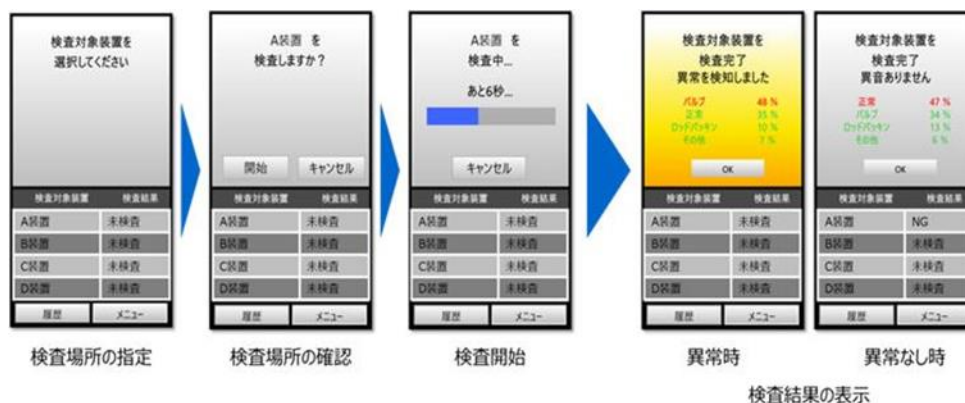 検査対象装置を
選択してください
検査対象装置 検査結果
A装置 未検査
B装置 未検査
C装置 未検査
D装置 未検査
履歴 メニュー
検査場所の指定
A装置 を
検査しますか?
開始 キャンセル
検査対象装置 検査結果
A装置 未検査
B装置 未検査
C装置 未検査
D装置 未検査
履歴 メニュー
検査場所の確認
A装置 を
検査中...
あと6秒...
キャンセル
検査対象装置 検査結果
A装置 未検査
B装置 未検査
C装置 未検査
D装置 未検査
履歴 メニュー
検査開始
検査対象装置を
検査完了
異常を検知しました
バルブ 48 %
正常 35 %
ロッドパッキン 10 %
その他 7 %
OK
検査対象装置 検査結果
A装置 未検査
B装置 未検査
C装置 未検査
D装置 未検査
履歴 メニュー
異常時
検査対象装置を
検査完了
異音ありません
正常 47 %
バルブ 34 %
ロッドパッキン 13 %
その他 6 %
OK
検査対象装置 検査結果
A装置 NG
B装置 未検査
C装置 未検査
D装置 未検査
履歴 メニュー
異常なし時
検査結果の表示